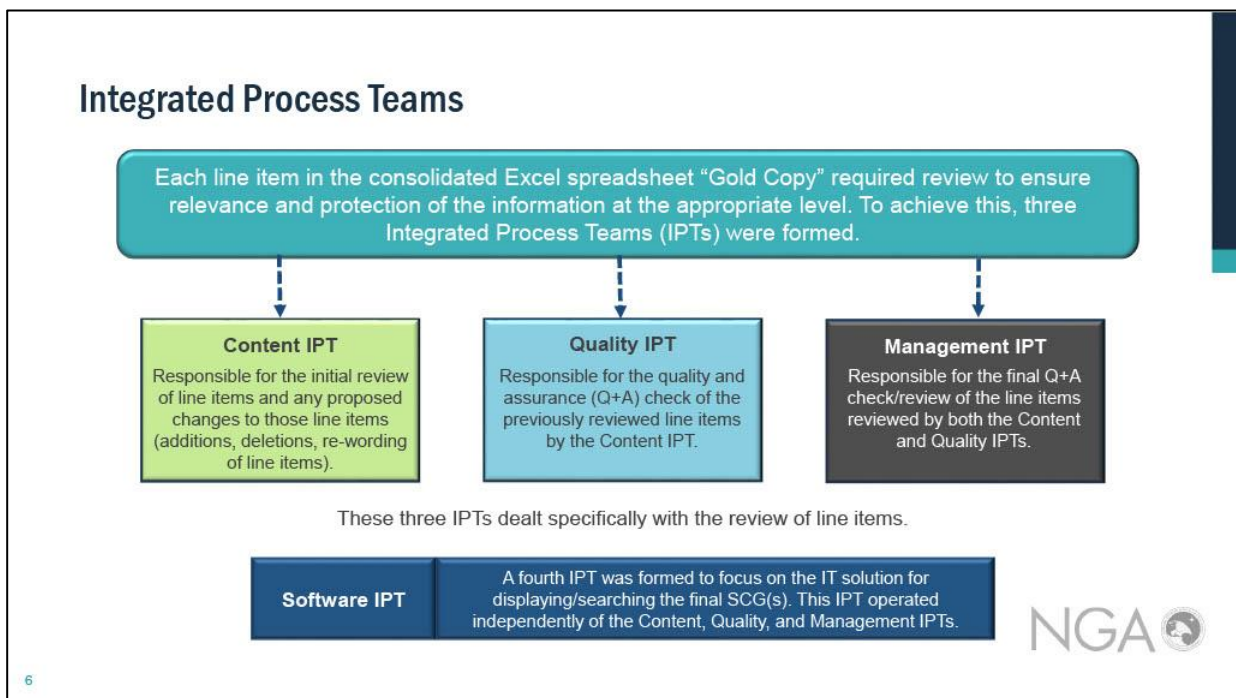 Integrated Process Teams
Each line item in the consolidated Excel spreadsheet “Gold Copy” required review to ensure
relevance and protection of the information at the appropriate level. To achieve this, three
Integrated Process Teams (IPTs) were formed.
Content IPT
Responsible for the initial review
of line items and any proposed
changes to those line items
(additions, deletions, re-wording
of line items).
Quality IPT
Responsible for the quality and
assurance (Q+A) check of the
previously reviewed line items
by the Content IPT.
Management IPT
Responsible for the final Q+A
check/review of the line items
reviewed by both the Content
and Quality IPTs.
These three IPTs dealt specifically with the review of line items.
Software IPT
A fourth IPT was formed to focus on the IT solution for
displaying/searching the final SCG(s). This IPT operated
independently of the Content, Quality, and Management IPTs.
NGA
6